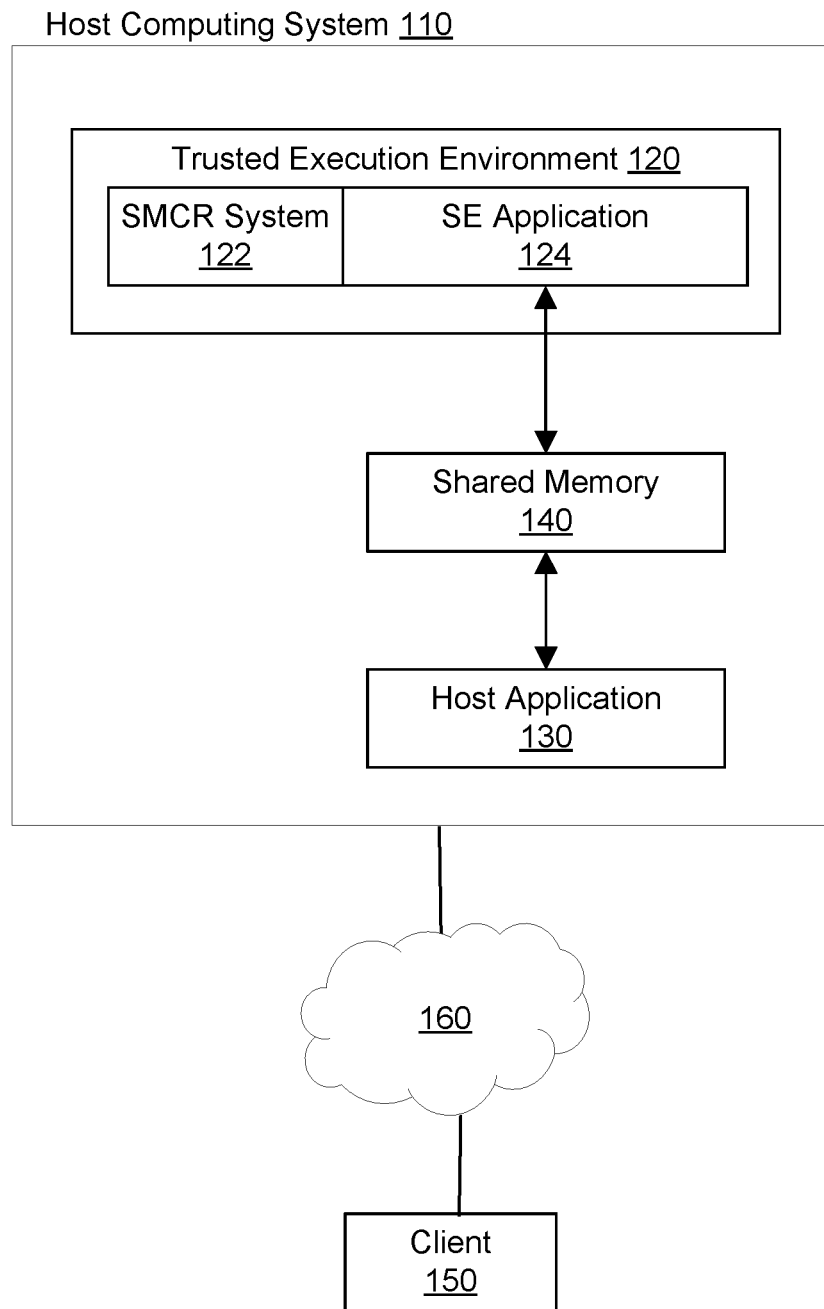 Host Computing System 110
Trusted Execution Environment 120
SMCR System
122
SE Application
124
Shared Memory
140
Host Application
130
160
Client
150